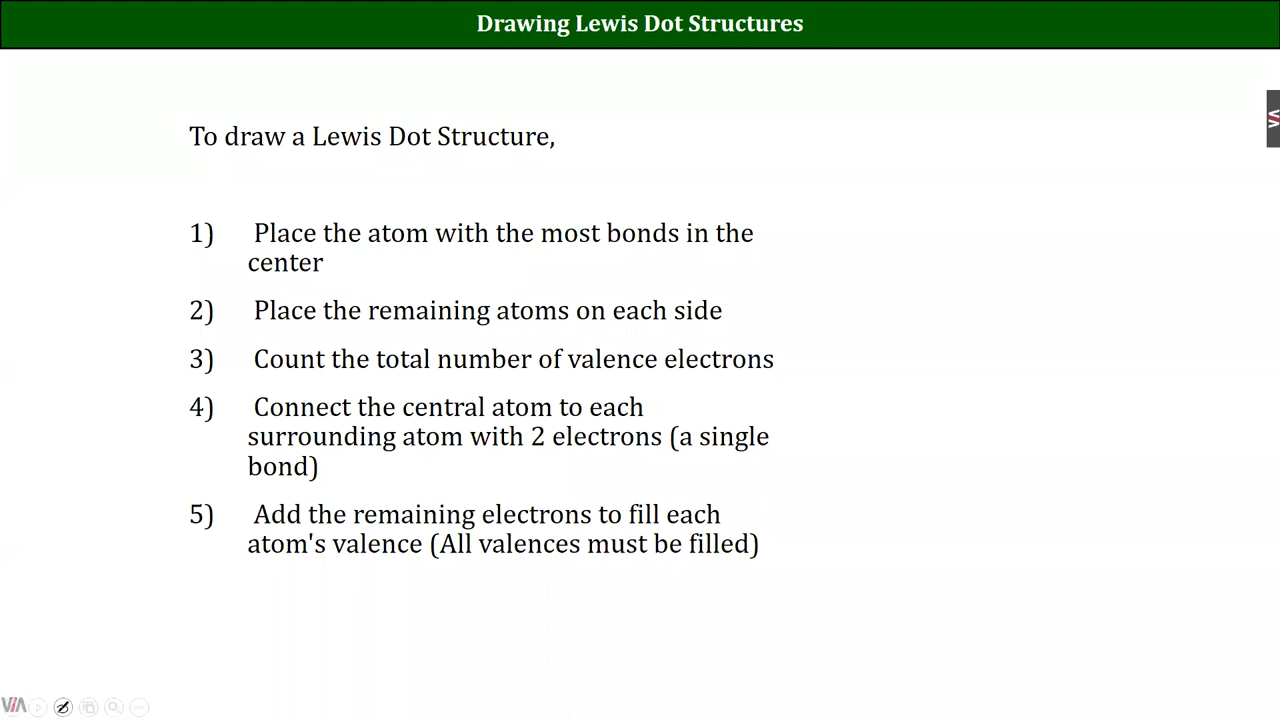 Drawing Lewis Dot Structures
To draw a Lewis Dot Structure,
1) Place the atom with the most bonds in the
center
2) Place the remaining atoms on each side
3) Count the total number of valence electrons
4) Connect the central atom to each
surrounding atom with 2 electrons (a single
bond)
5) Add the remaining electrons to fill each
atom's valence (All valences must be filled)
VIA